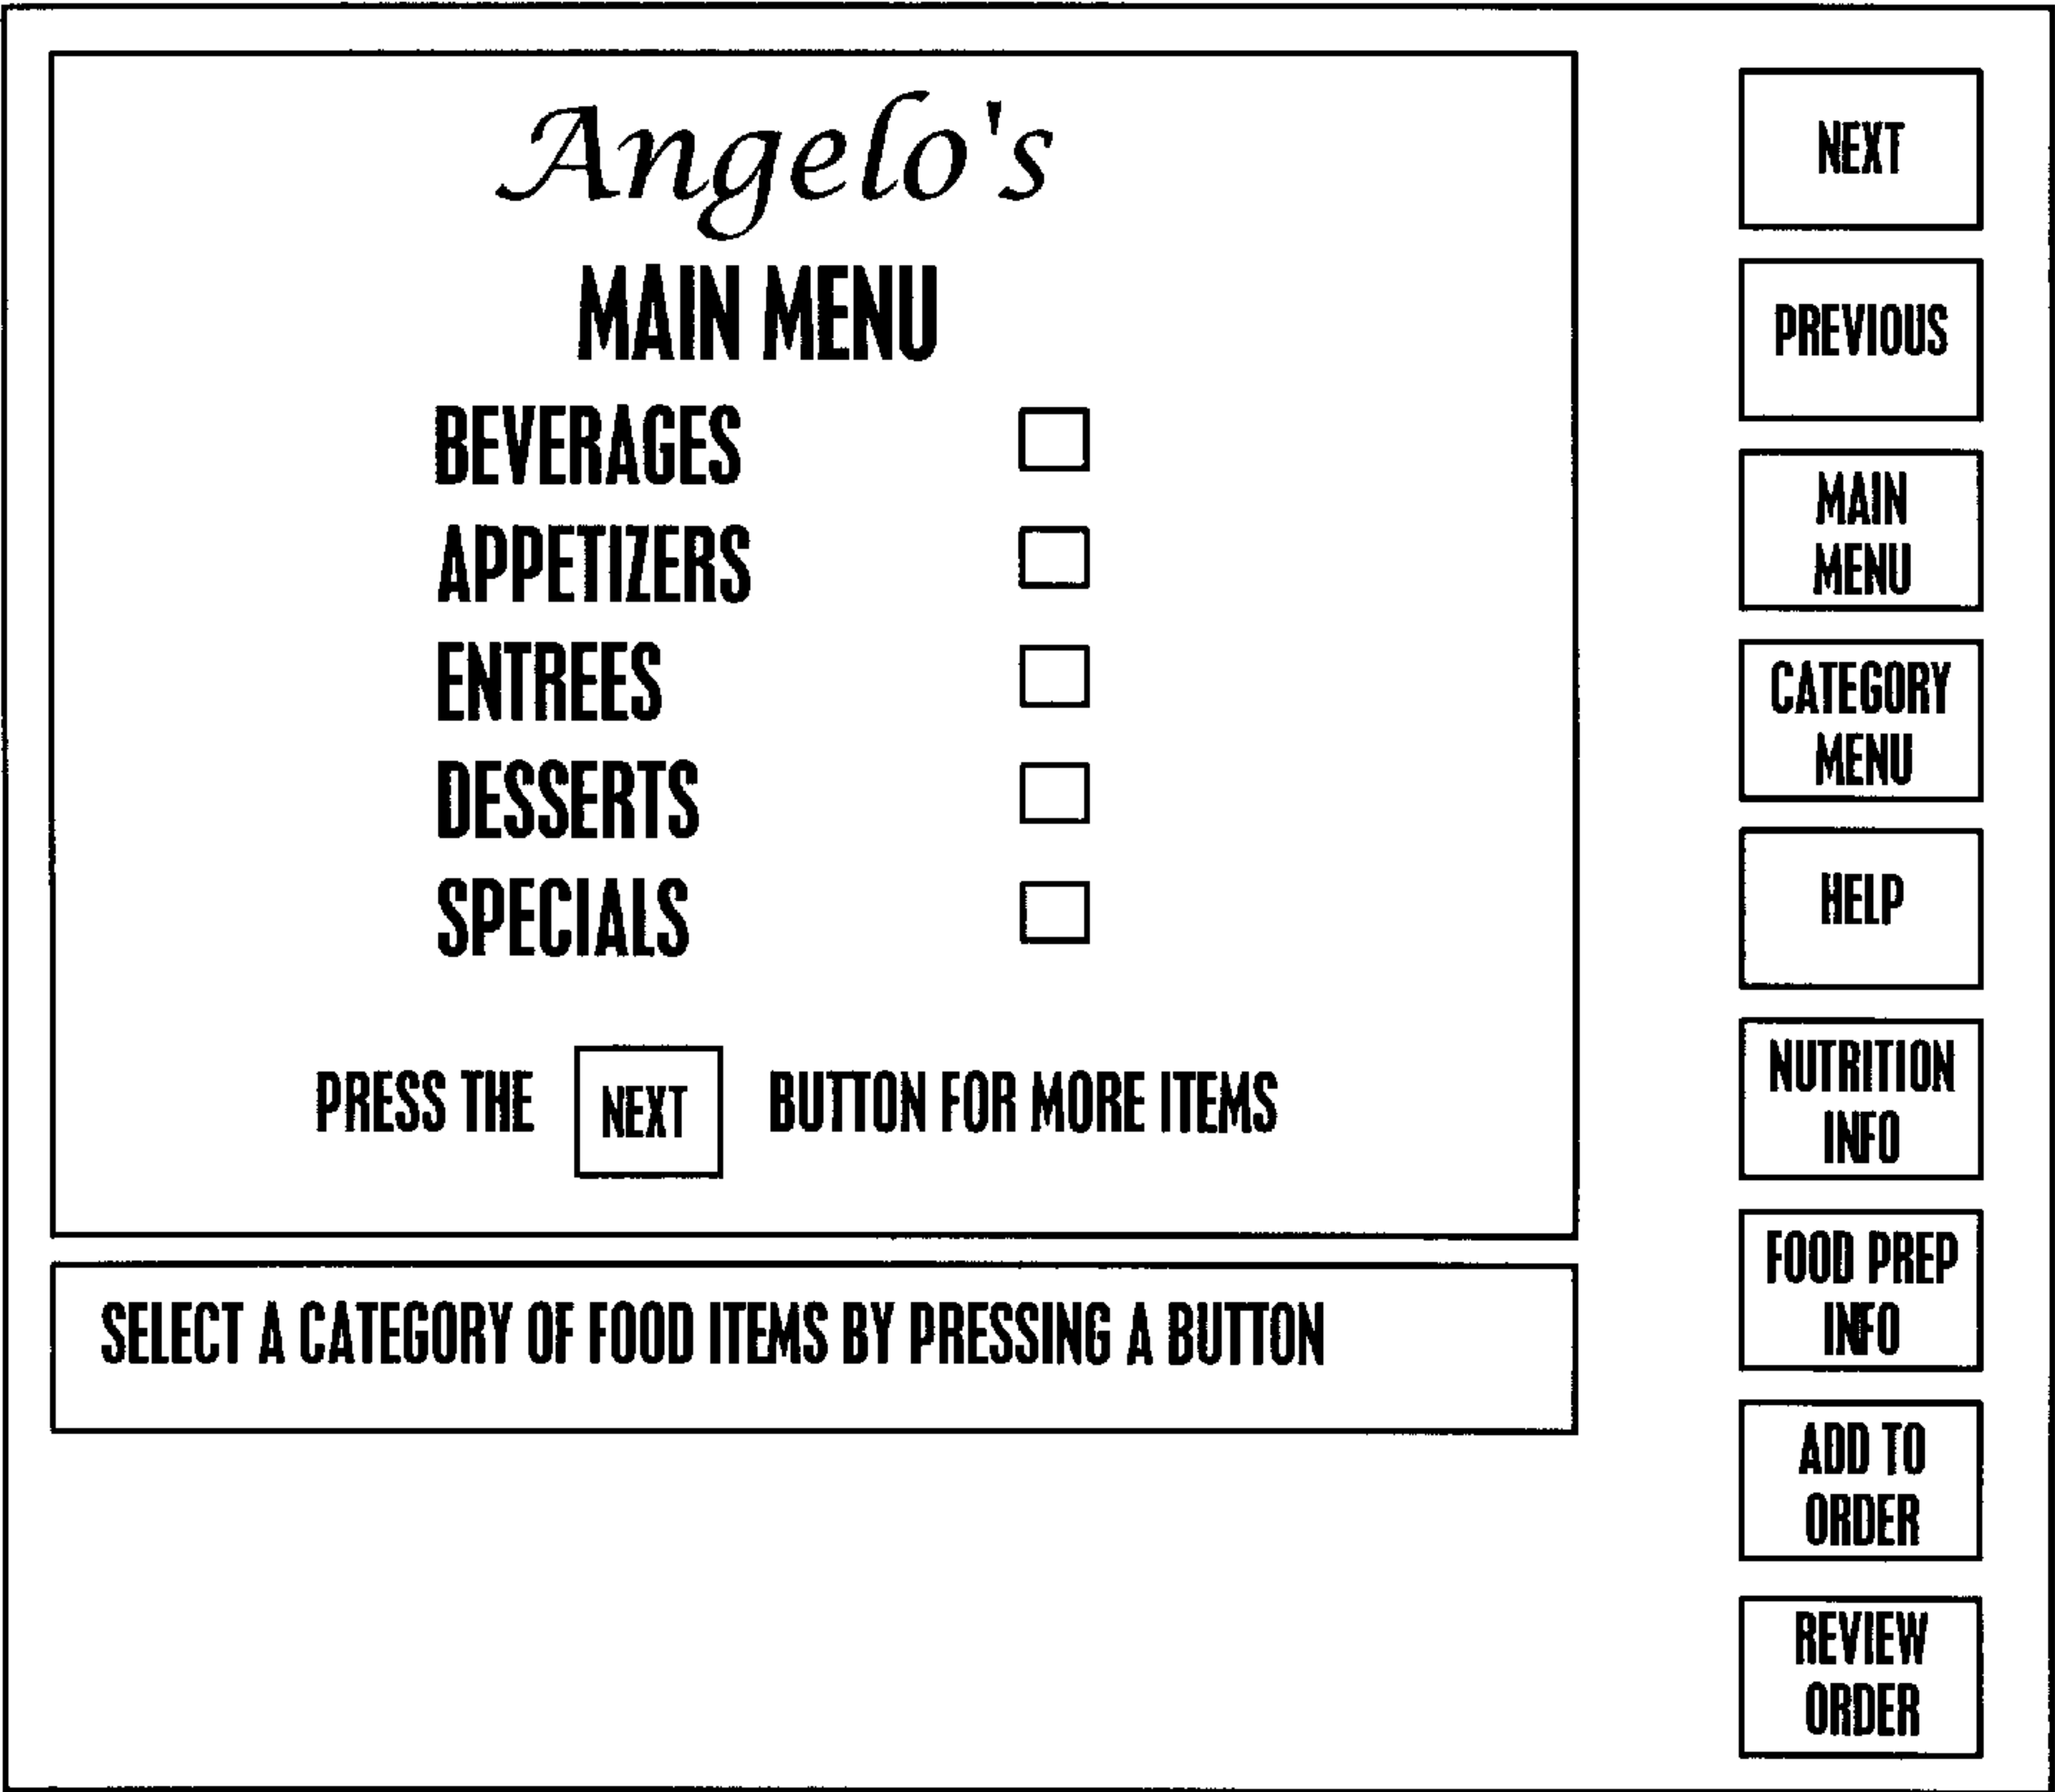 Angelo's
MAIN MENU
BEVERAGES
APPETIZERS
ENTREES
DESSERTS
SPECIALS
PRESS THE NEXT BUTTON FOR MORE ITEMS
SELECT A CATEGORY OF FOOD ITEMS BY PRESSING A BUTTON
NEXT
PREVIOUS
MAIN
MENU
CATEGORY
MENU
HELP
NUTRITION
INFO
FOOD PREP
INFO
ADD TO
ORDER
REVIEW
ORDER